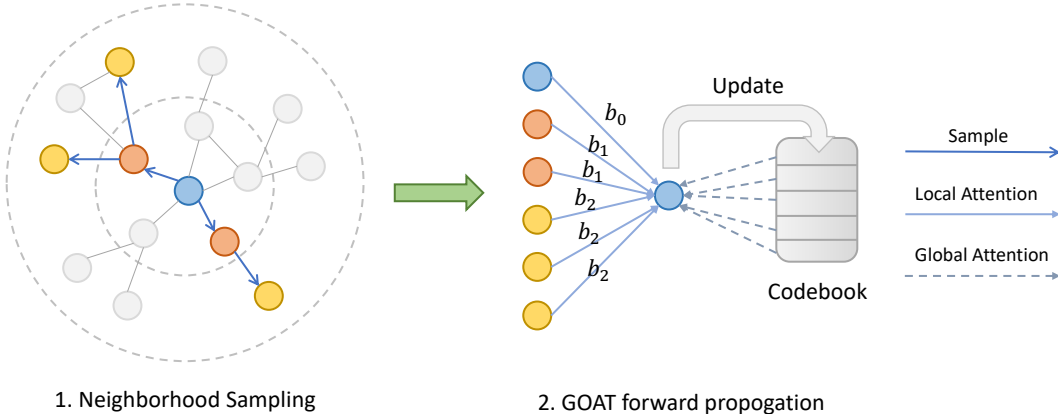 Update
b₀
b₁
b₁
b₂
b₂
b₂
Codebook
Sample
Local Attention
Global Attention
1. Neighborhood Sampling
2. GOAT forward propogation